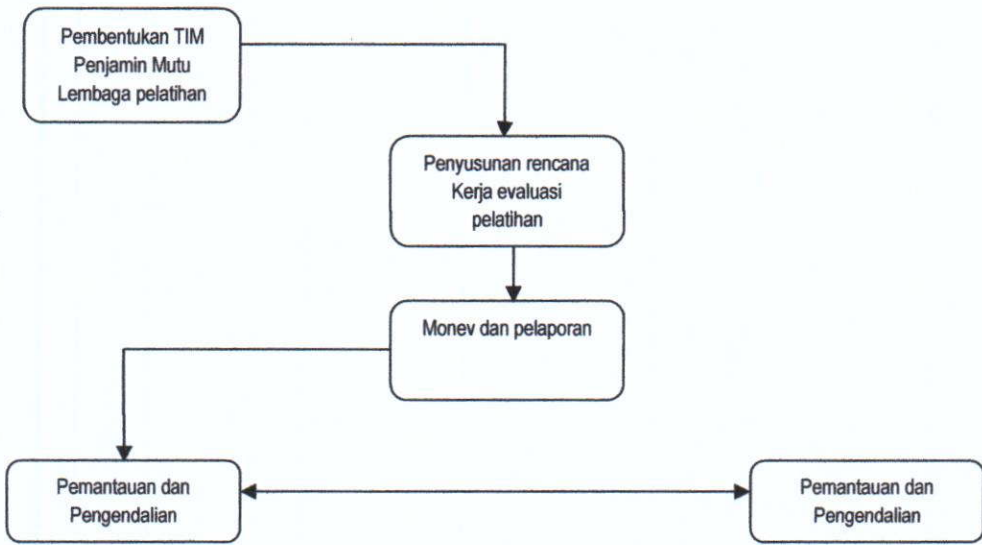 Pembentukan TIM
Penjamin Mutu
Lembaga pelatihan
Penyusunan rencana
Kerja evaluasi
pelatihan
Monev dan pelaporan
Pemantauan dan
Pengendalian
Pemantauan dan
Pengendalian